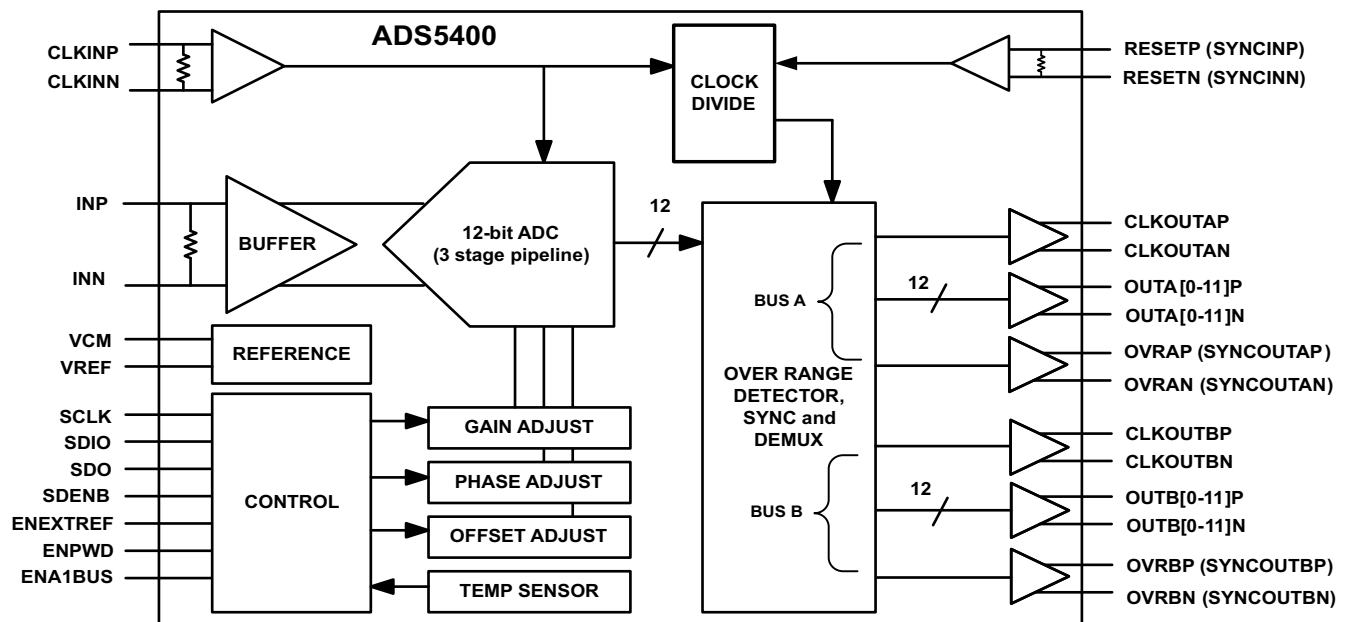 ADS5400
CLKINP
CLKINN
CLOCK
DIVIDE
RESETP (SYNCINP)
RESETN (SYNCINN)
INP
INN
BUFFER
12-bit ADC
(3 stage pipeline)
12
BUS A
OVER RANGE
DETECTOR,
SYNC and
DEMUX
BUS B
12
12
CLKOUTAP
CLKOUTAN
OUTA[0-11]P
OUTA[0-11]N
OVRAP (SYNCOUTAP)
OVRAN (SYNCOUTAN)
CLKOUTBP
CLKOUTBN
OUTB[0-11]P
OUTB[0-11]N
OVRBP (SYNCOUTBP)
OVRBN (SYNCOUTBN)
VCM
VREF
REFERENCE
SCLK
SDIO
SDO
SDENB
ENEXTREF
ENPWD
ENA1BUS
CONTROL
GAIN ADJUST
PHASE ADJUST
OFFSET ADJUST
TEMP SENSOR